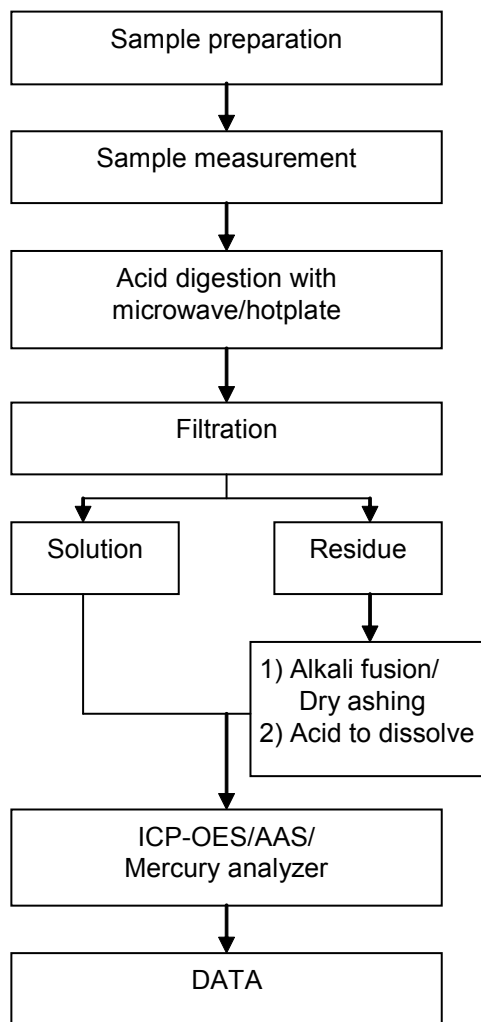 Sample preparation
Sample measurement
Acid digestion with
microwave/hotplate
Filtration
Solution
Residue
1) Alkali fusion/
Dry ashing
2) Acid to dissolve
ICP-OES/AAS/
Mercury analyzer
DATA